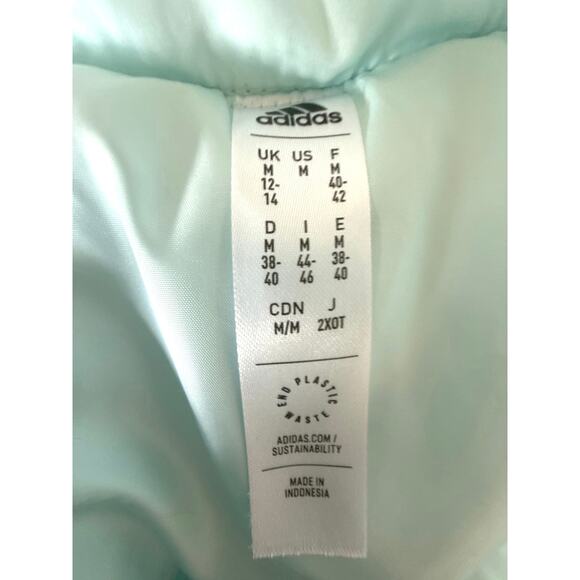 adidas
UK US F
M M M
12- 40-
14 42
D I E
M M M
38- 44- 38-
40 46 40
CDN J
M/M 2XOT
END PLASTIC WASTE
ADIDAS.COM/
SUSTAINABILITY
MADE IN
INDONESIA